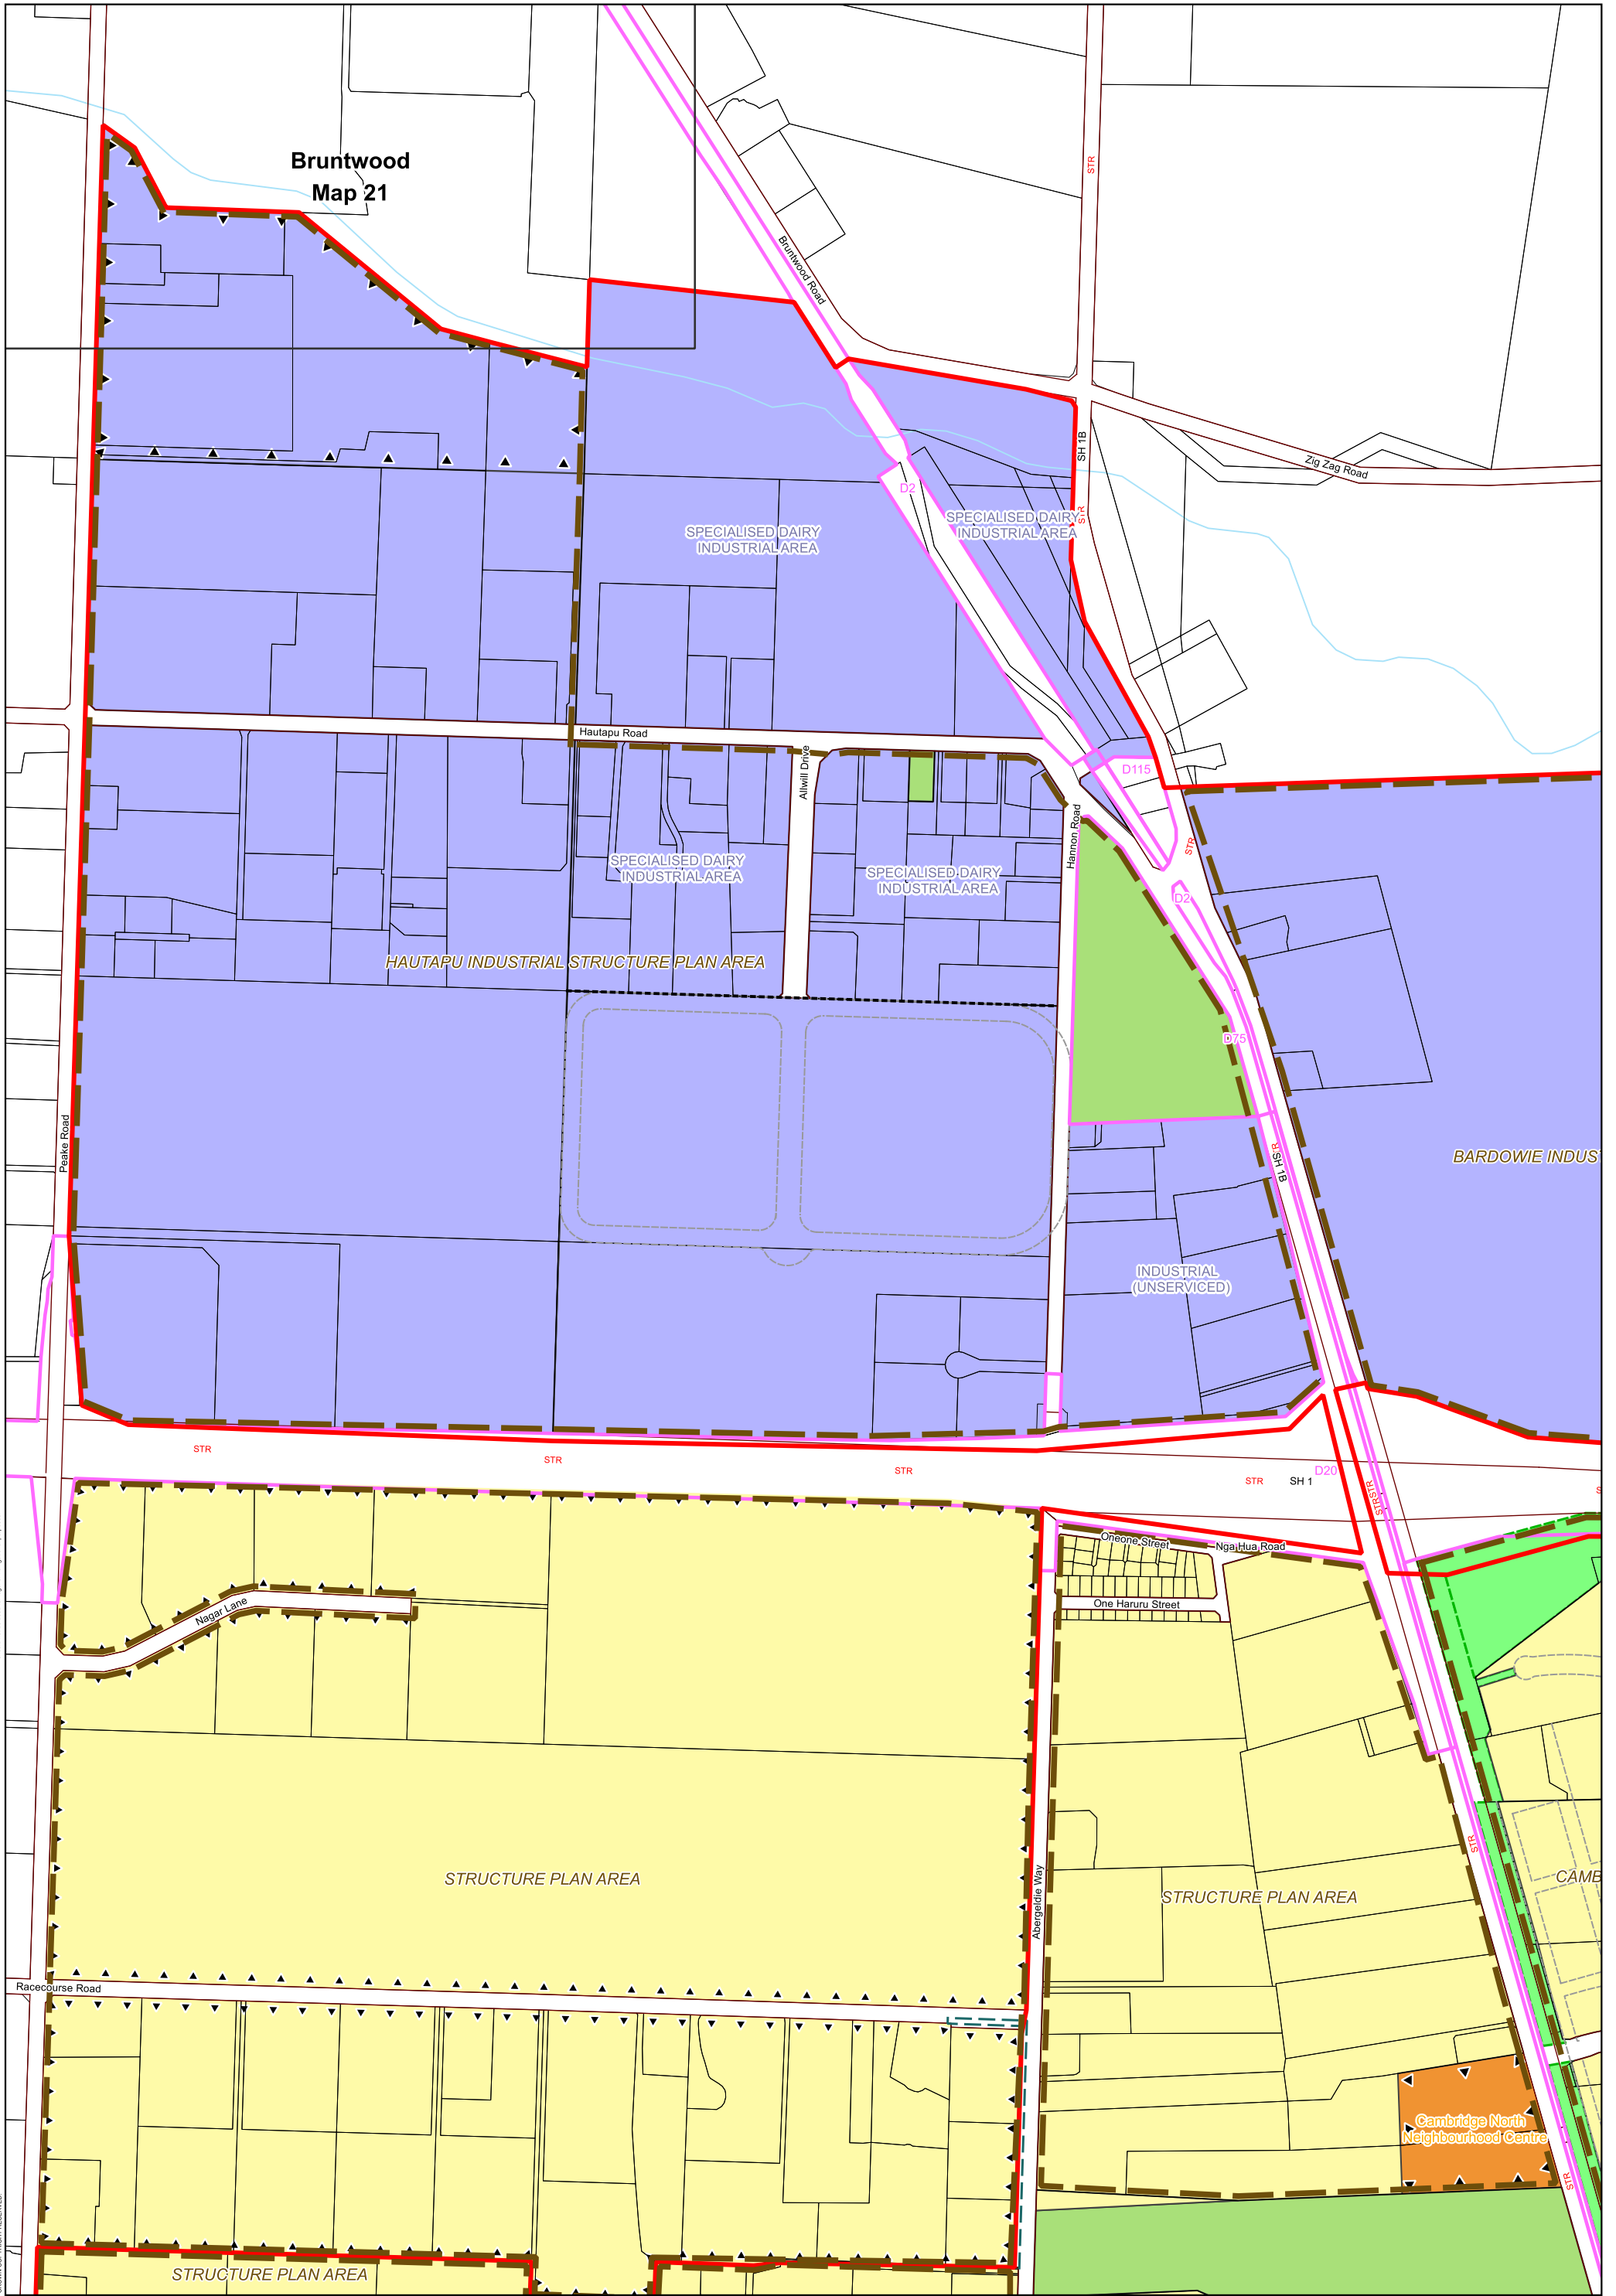 Bruntwood
Map 21
STR
Bruntwood Road
SH 1B
Zig Zag Road
D2
STR
SPECIALISED DAIRY
INDUSTRIAL AREA
SPECIALISED DAIRY
INDUSTRIAL AREA
Hautapu Road
Allwill Drive
D115
Hannon Road
STR
SPECIALISED DAIRY
INDUSTRIAL AREA
SPECIALISED DAIRY
INDUSTRIAL AREA
D2
HAUTAPU INDUSTRIAL STRUCTURE PLAN AREA
D75
Peake Road
STR
SH 1B
BARDOWIE INDUS
INDUSTRIAL
(UNSERVICED)
STR
STR
STR
STR
SH 1
D20
STRSTR
S
Oneone Street
Nga Hua Road
One Haruru Street
Nagar Lane
STRUCTURE PLAN AREA
Abergeldie Way
STRUCTURE PLAN AREA
STR
CAMB
Racecourse Road
Cambridge North
Neighbourhood Centre
STR
STRUCTURE PLAN AREA